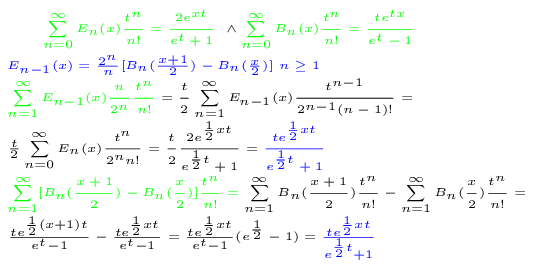 $\sum_{n=0}^{\infty} E_n(x)\frac{t^n}{n!} = \frac{2e^{xt}}{e^t+1} \wedge \sum_{n=0}^{\infty} B_n(x)\frac{t^n}{n!} = \frac{te^{tx}}{e^t-1}$
$E_{n-1}(x) = \frac{2^n}{n}[B_n(\frac{x+1}{2}) - B_n(\frac{x}{2})]\ n \geq 1$
$\sum_{n=1}^{\infty} E_{n-1}(x)\frac{n}{2^n}\frac{t^n}{n!} = \frac{t}{2}\sum_{n=1}^{\infty} E_{n-1}(x)\frac{t^{n-1}}{2^{n-1}(n-1)!} =$
$\frac{t}{2}\sum_{n=0}^{\infty} E_n(x)\frac{t^n}{2^n n!} = \frac{t}{2}\frac{2e^{\frac{1}{2}xt}}{e^{\frac{1}{2}t}+1} = \frac{te^{\frac{1}{2}xt}}{e^{\frac{1}{2}t}+1}$
$\sum_{n=1}^{\infty}[B_n(\frac{x+1}{2}) - B_n(\frac{x}{2})]\frac{t^n}{n!} = \sum_{n=1}^{\infty} B_n(\frac{x+1}{2})\frac{t^n}{n!} - \sum_{n=1}^{\infty} B_n(\frac{x}{2})\frac{t^n}{n!} =$
$\frac{te^{\frac{1}{2}(x+1)t}}{e^t-1} - \frac{te^{\frac{1}{2}xt}}{e^t-1} = \frac{te^{\frac{1}{2}xt}}{e^t-1}(e^{\frac{1}{2}}-1) = \frac{te^{\frac{1}{2}xt}}{e^{\frac{1}{2}t}+1}$